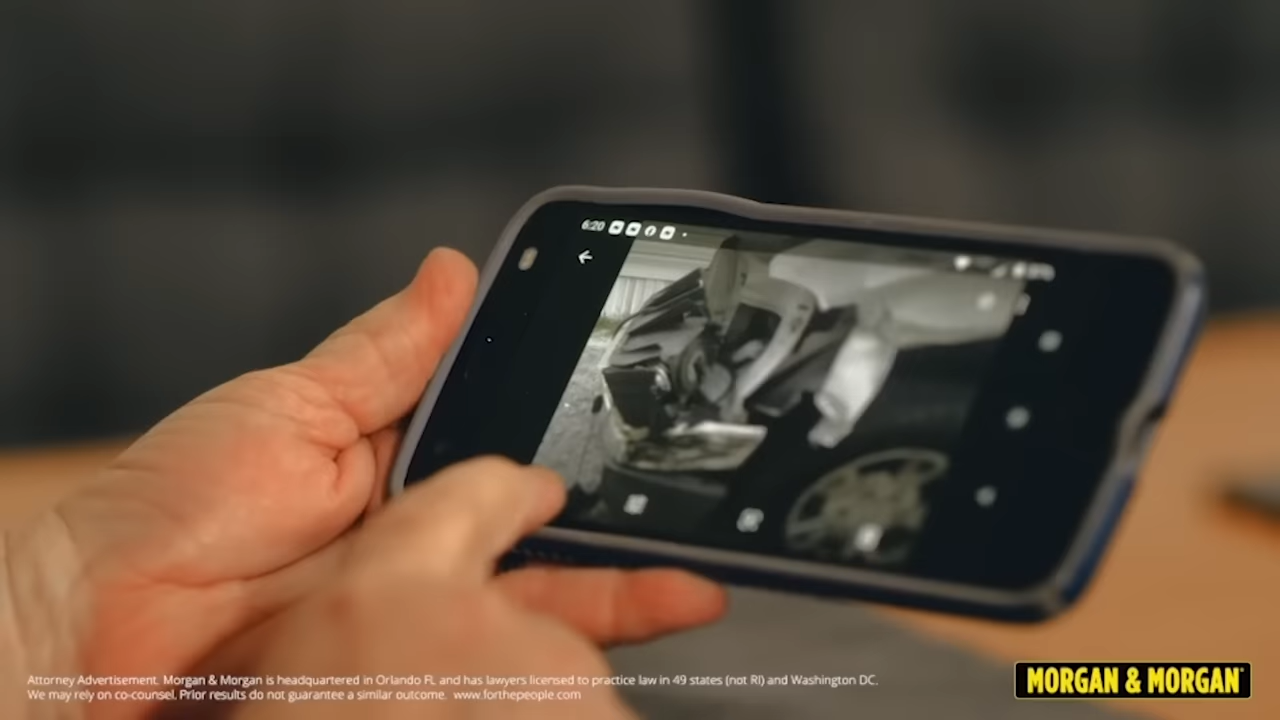 6:20
Attorney Advertisement. Morgan & Morgan is headquartered in Orlando FL and has lawyers licensed to practice law in 49 states (not RI) and Washington DC.
We may rely on co-counsel. Prior results do not guarantee a similar outcome. www.forthepeople.com
MORGAN & MORGAN